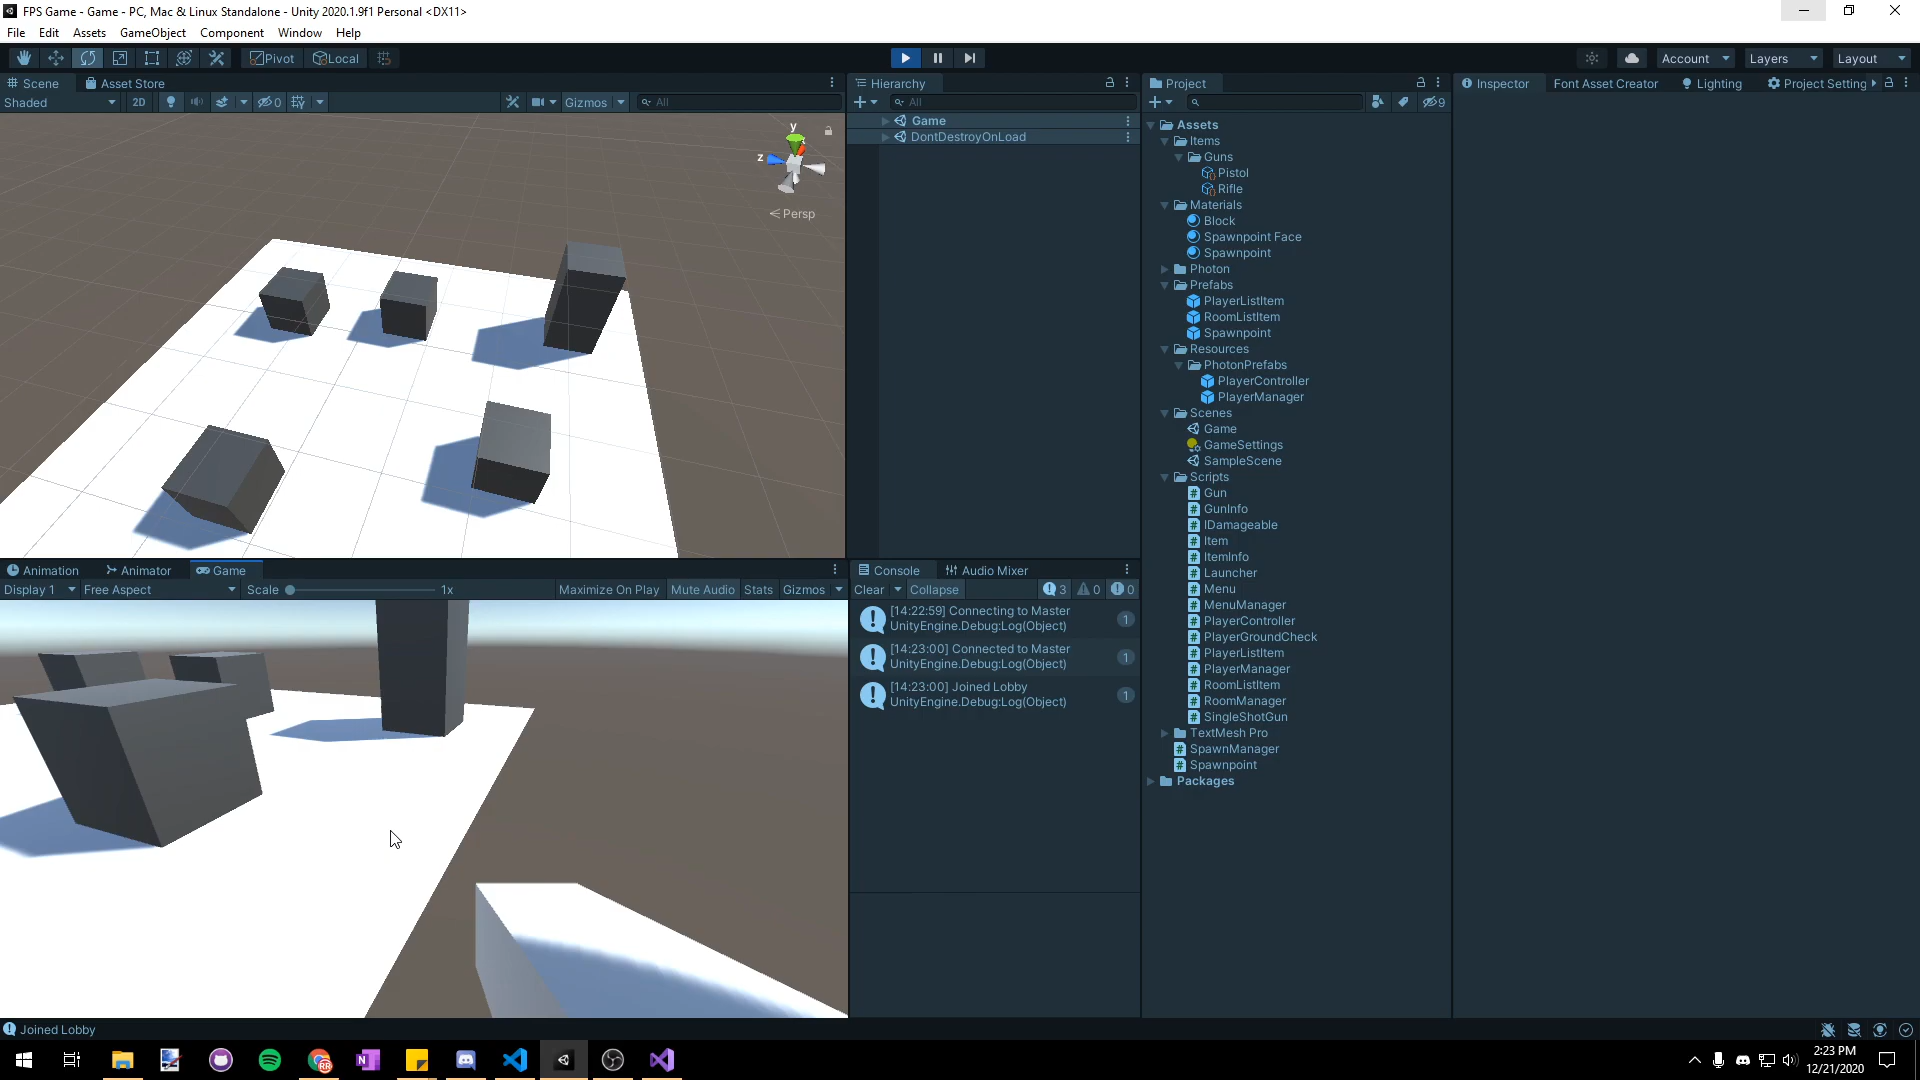 FPS Game - Game - PC, Mac & Linux Standalone - Unity 2020.1.9f1 Personal <DX11>
File Edit Assets GameObject Component Window Help
Pivot Local Account Layers Layout
Scene Asset Store
Shaded 2D 0 Gizmos All
y
z
Persp
Hierarchy
All
Game
DontDestroyOnLoad
Project
9
Assets
Items
Guns
Pistol
Rifle
Materials
Block
Spawnpoint Face
Spawnpoint
Photon
Prefabs
PlayerListItem
RoomListItem
Spawnpoint
Resources
PhotonPrefabs
PlayerController
PlayerManager
Scenes
Game
GameSettings
SampleScene
Scripts
Gun
GunInfo
IDamageable
Item
ItemInfo
Launcher
Menu
MenuManager
PlayerController
PlayerGroundCheck
PlayerListItem
PlayerManager
RoomListItem
RoomManager
SingleShotGun
TextMesh Pro
SpawnManager
Spawnpoint
Packages
Inspector Font Asset Creator Lighting Project Setting
Animation Animator Game
Display 1 Free Aspect Scale 1x Maximize On Play Mute Audio Stats Gizmos
Console Audio Mixer
Clear Collapse 3 0 0
[14:22:59] Connecting to Master
UnityEngine.Debug:Log(Object)
1
[14:23:00] Connected to Master
UnityEngine.Debug:Log(Object)
1
[14:23:00] Joined Lobby
UnityEngine.Debug:Log(Object)
1
Joined Lobby
2:23 PM
12/21/2020